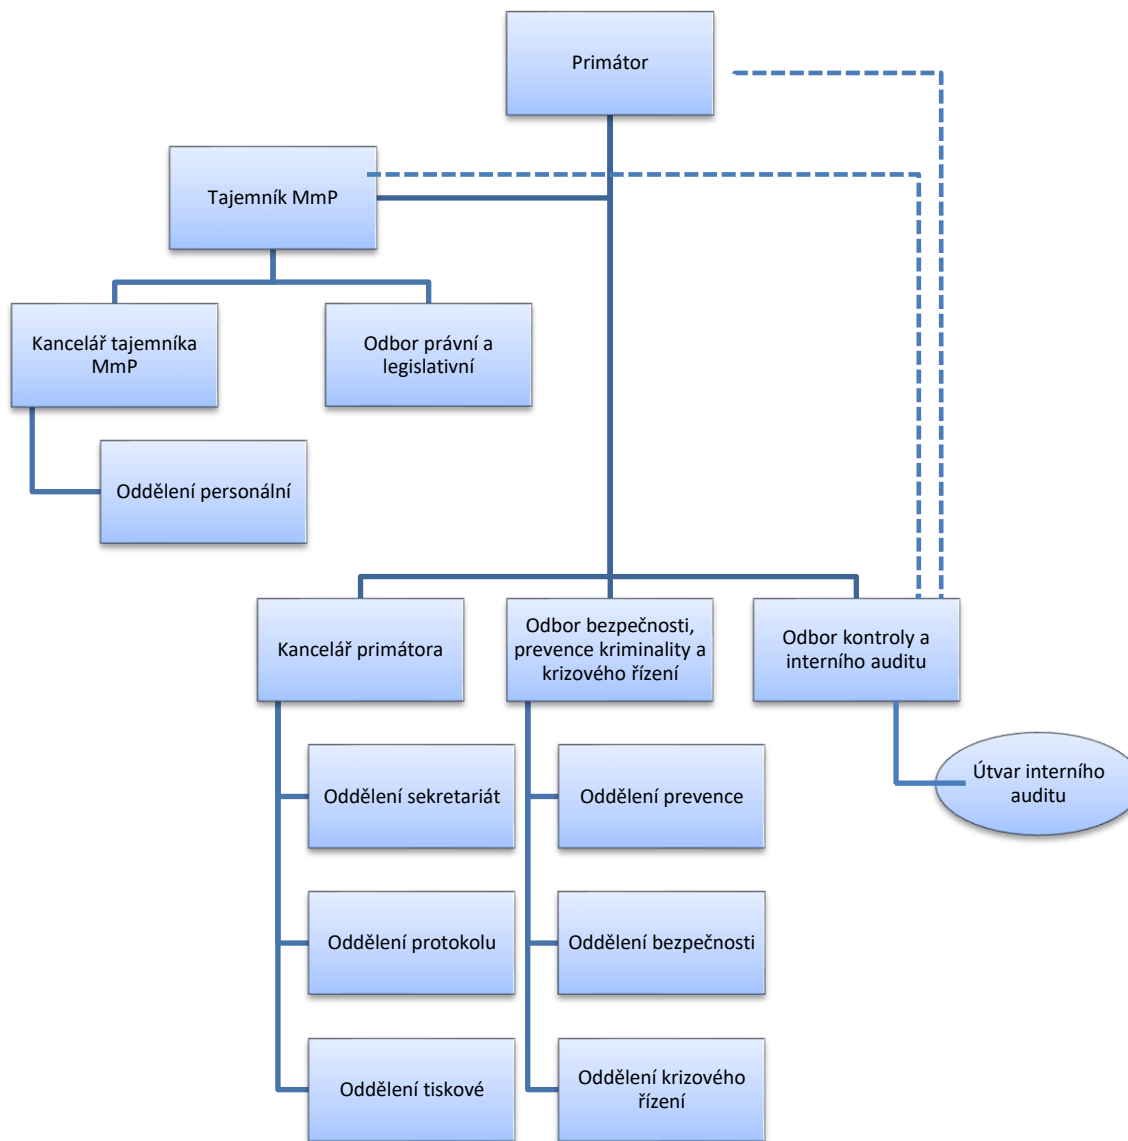 Primátor
Tajemník MmP
Kancelář tajemníka
MmP
Odbor právní a
legislativní
Oddělení personální
Kancelář primátora
Odbor bezpečnosti,
prevence kriminality a
krizového řízení
Odbor kontroly a
interního auditu
Oddělení sekretariát
Oddělení prevence
Útvar interního
auditu
Oddělení protokolu
Oddělení bezpečnosti
Oddělení tiskové
Oddělení krizového
řízení